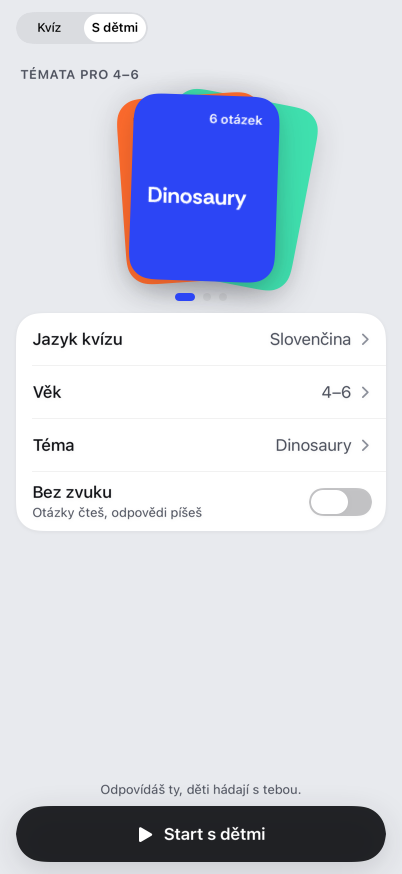 Kvíz
S dětmi
TÉMATA PRO 4–6
6 otázek
Dinosaury
Jazyk kvízu
Slovenčina
Věk
4–6
Téma
Dinosaury
Bez zvuku
Otázky čteš, odpovědi píšeš
Odpovídáš ty, děti hádají s tebou.
Start s dětmi